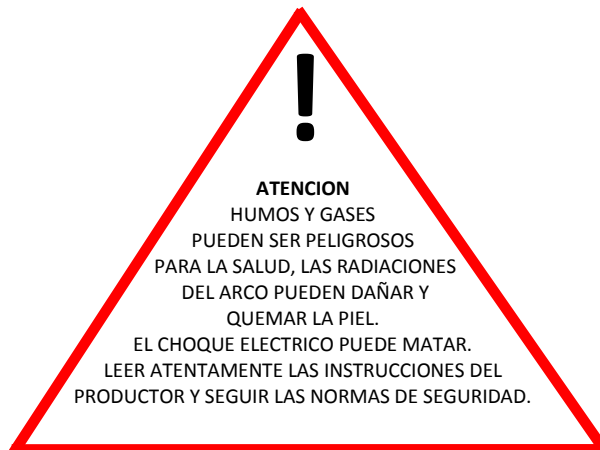 !
ATENCION
HUMOS Y GASES
PUEDEN SER PELIGROSOS
PARA LA SALUD, LAS RADIACIONES
DEL ARCO PUEDEN DAÑAR Y
QUEMAR LA PIEL.
EL CHOQUE ELECTRICO PUEDE MATAR.
LEER ATENTAMENTE LAS INSTRUCCIONES DEL
PRODUCTOR Y SEGUIR LAS NORMAS DE SEGURIDAD.